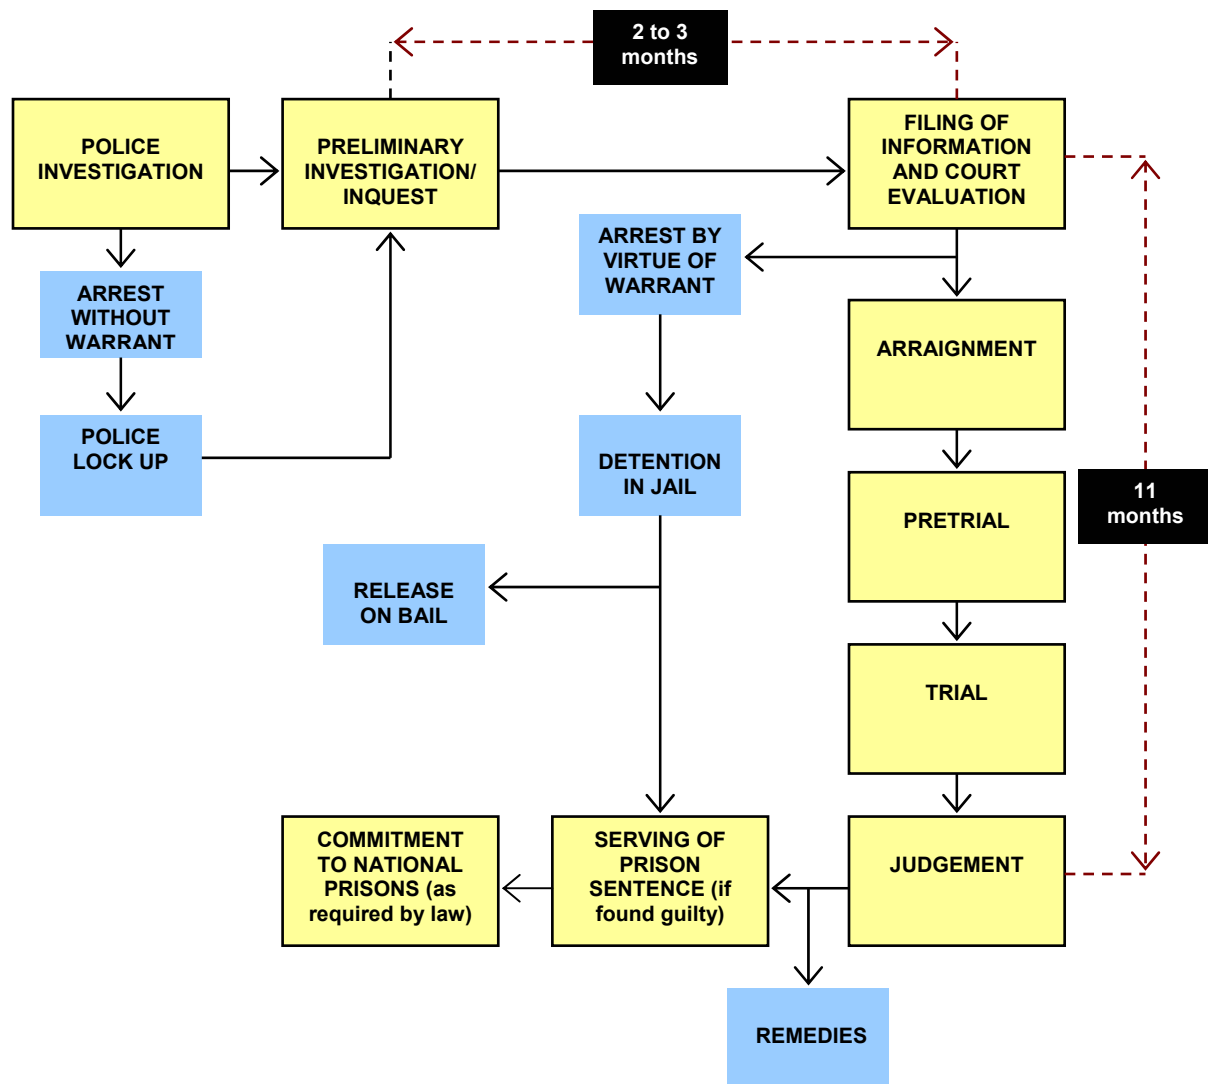 2 to 3
months
POLICE
INVESTIGATION
PRELIMINARY
INVESTIGATION/
INQUEST
FILING OF
INFORMATION
AND COURT
EVALUATION
ARREST BY
VIRTUE OF
WARRANT
ARREST
WITHOUT
WARRANT
ARRAIGNMENT
POLICE
LOCK UP
DETENTION
IN JAIL
PRETRIAL
11
months
RELEASE
ON BAIL
TRIAL
COMMITMENT
TO NATIONAL
PRISONS (as
required by law)
SERVING OF
PRISON
SENTENCE (if
found guilty)
JUDGEMENT
REMEDIES